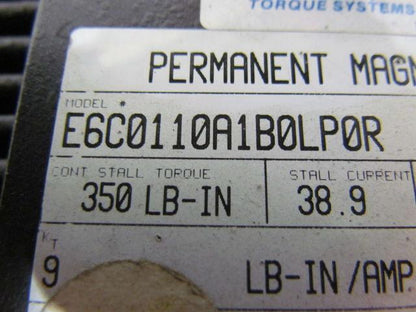 TORQUE SYSTEMS
PERMANENT MAGN
MODEL #
E6C0110A1B0LP0R
CONT STALL TORQUE STALL CURRENT
350 LB-IN 38.9
KT
9 LB-IN/AMP